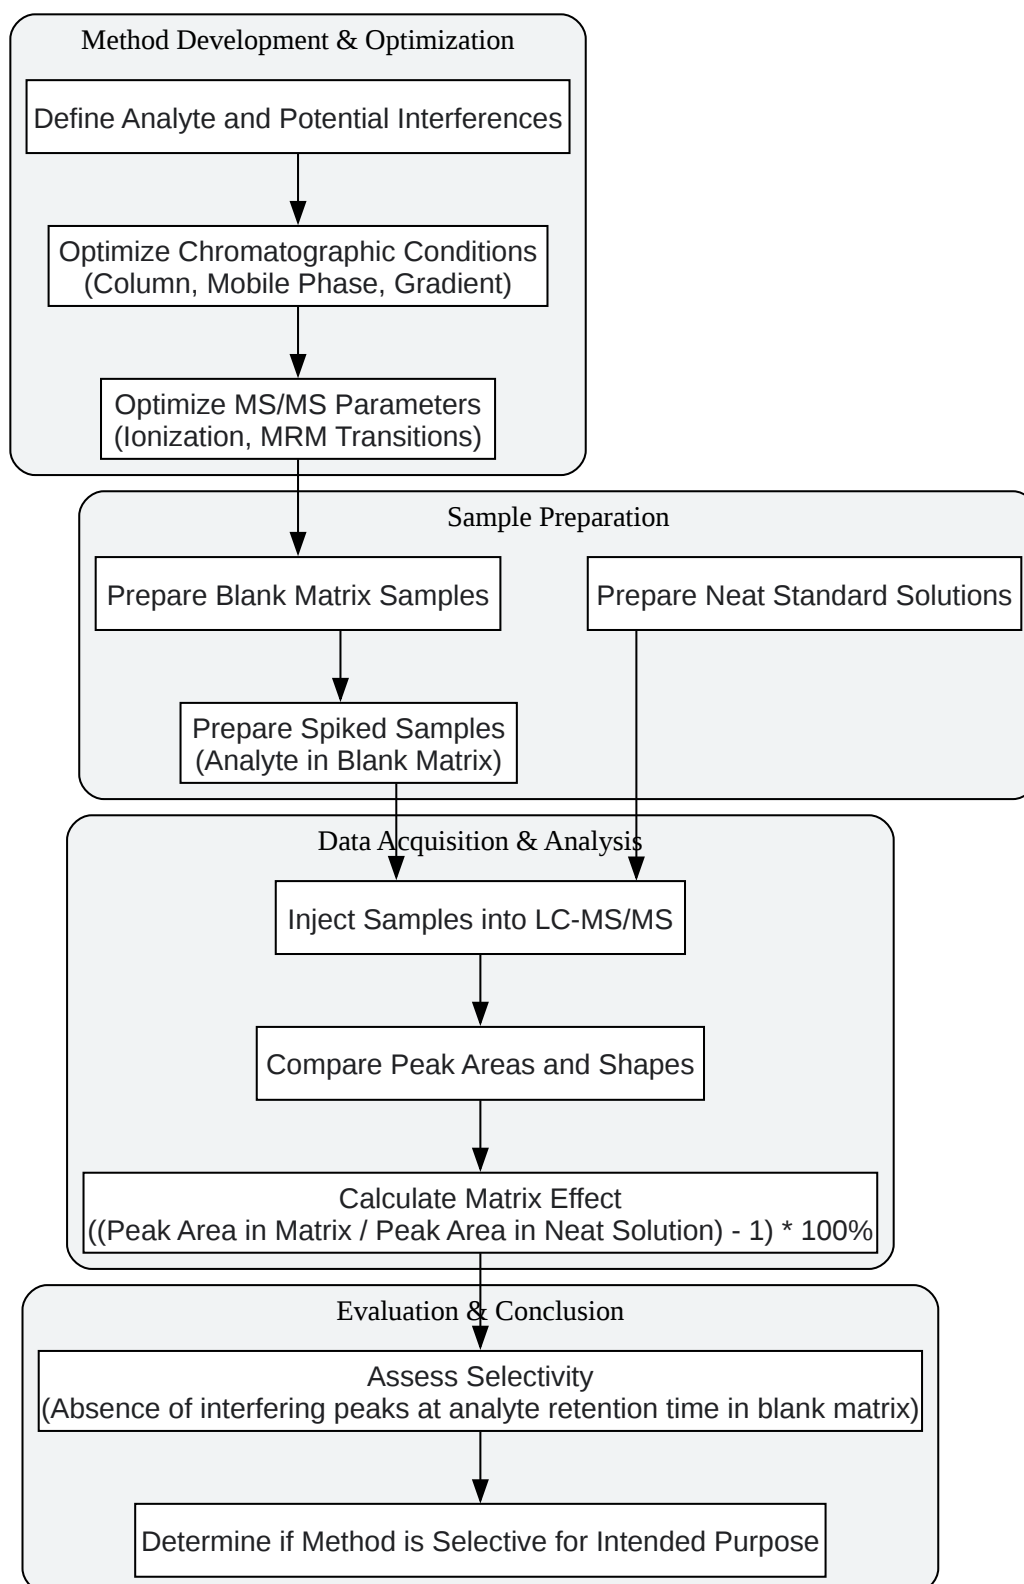 Method Development & Optimization
Define Analyte and Potential Interferences
Optimize Chromatographic Conditions
(Column, Mobile Phase, Gradient)
Optimize MS/MS Parameters
(Ionization, MRM Transitions)
Sample Preparation
Prepare Blank Matrix Samples
Prepare Neat Standard Solutions
Prepare Spiked Samples
(Analyte in Blank Matrix)
Data Acquisition & Analysis
Inject Samples into LC-MS/MS
Compare Peak Areas and Shapes
Calculate Matrix Effect
((Peak Area in Matrix / Peak Area in Neat Solution) - 1) * 100%
Evaluation & Conclusion
Assess Selectivity
(Absence of interfering peaks at analyte retention time in blank matrix)
Determine if Method is Selective for Intended Purpose